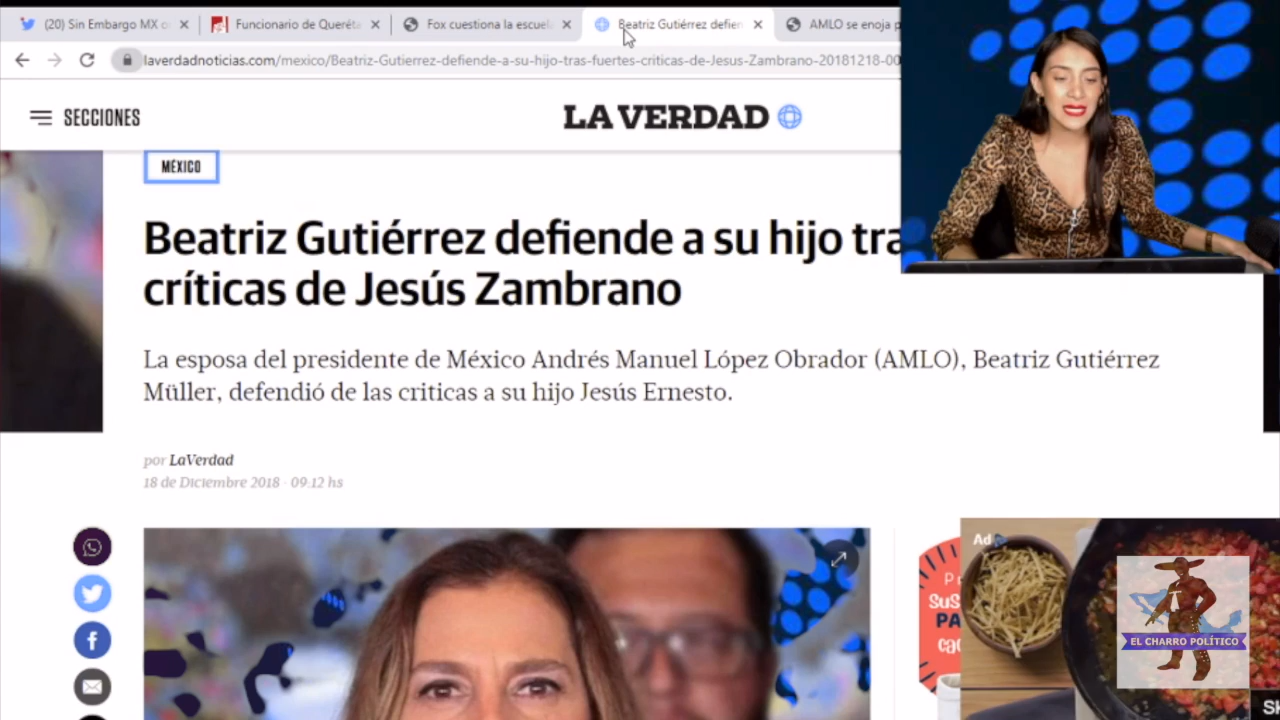 (20) Sin Embargo MX
Funcionario de Queréta
Fox cuestiona la escuel
Beatriz Gutiérrez defien
AMLO se enoja p
laverdadnoticias.com/mexico/Beatriz-Gutierrez-defiende-a-su-hijo-tras-fuertes-criticas-de-Jesus-Zambrano-20181218-00
SECCIONES
LA VERDAD
MÉXICO
Beatriz Gutiérrez defiende a su hijo tra
críticas de Jesús Zambrano
La esposa del presidente de México Andrés Manuel López Obrador (AMLO), Beatriz Gutiérrez
Müller, defendió de las criticas a su hijo Jesús Ernesto.
por LaVerdad
18 de Diciembre 2018 - 09:12 hs
Ad
PA
EL CHARRO POLÍTICO